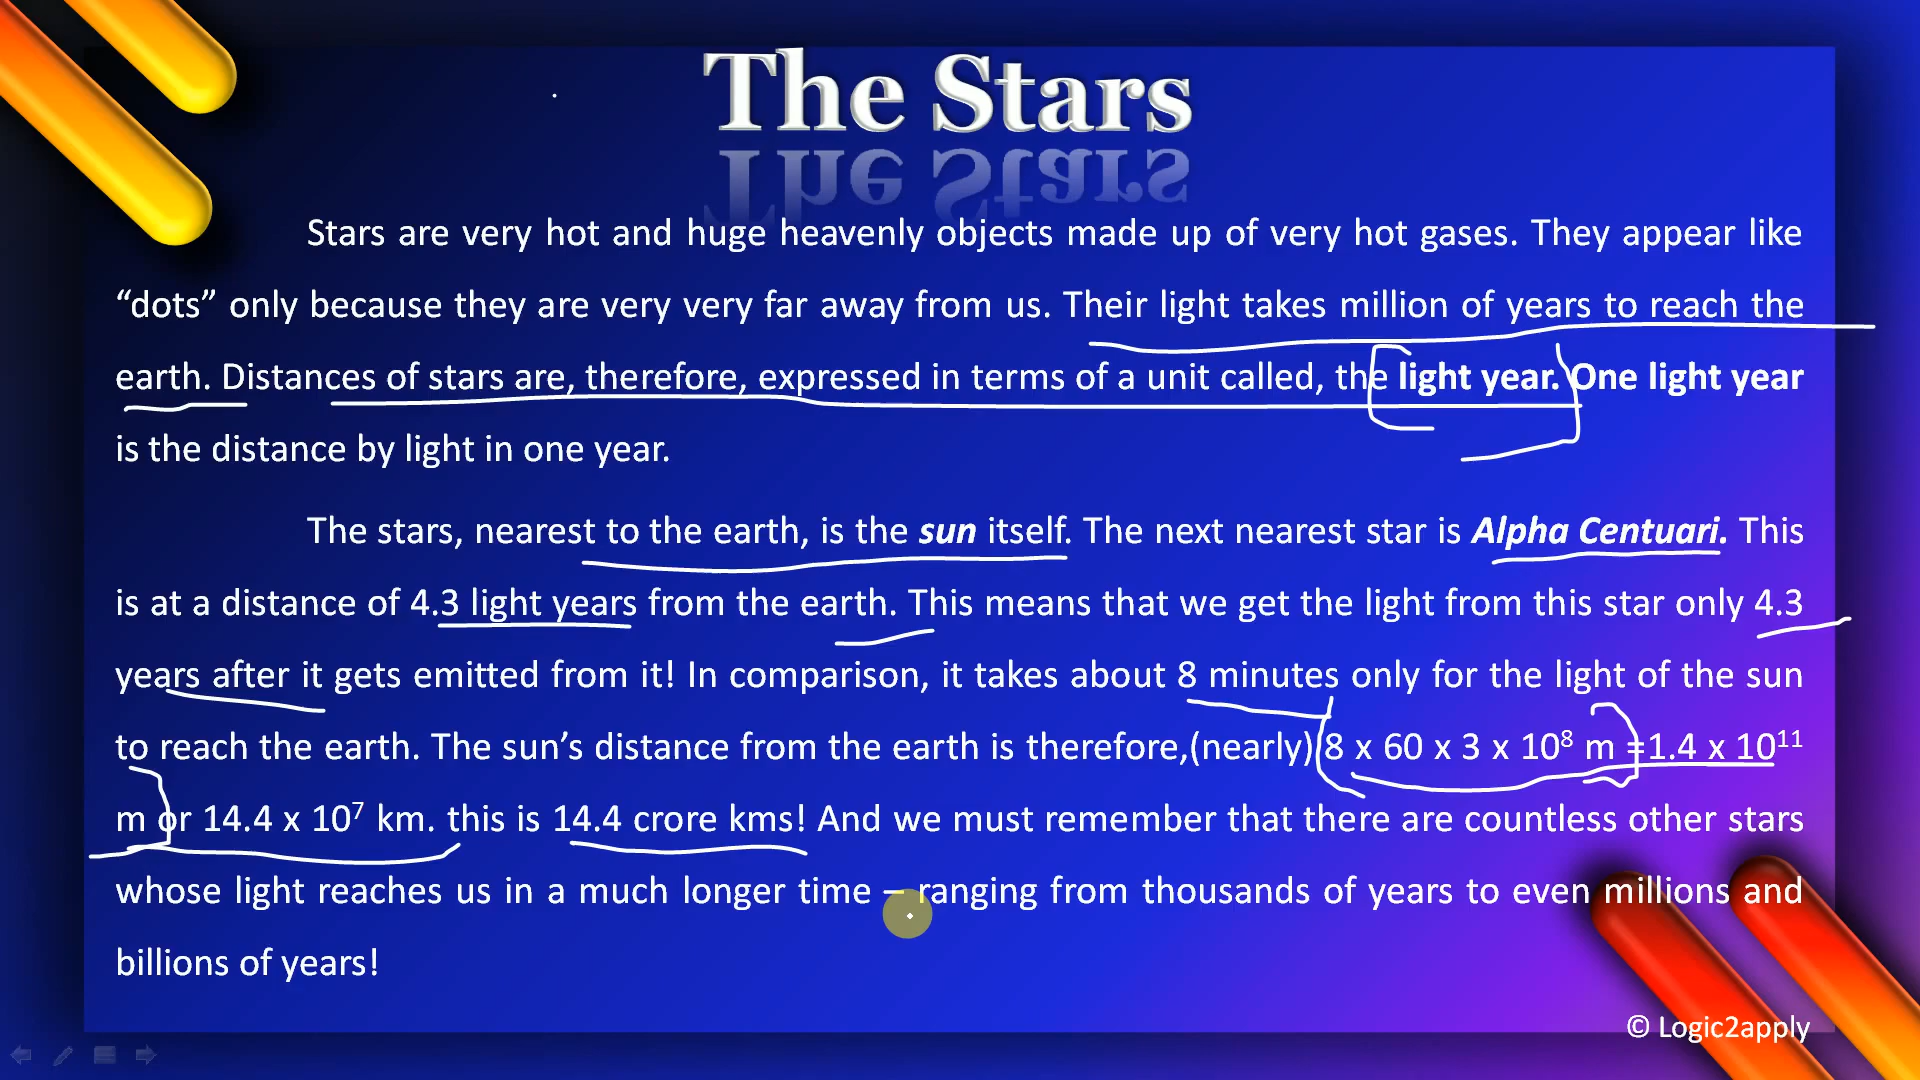 The Stars
Stars are very hot and huge heavenly objects made up of very hot gases. They appear like
“dots” only because they are very very far away from us. Their light takes million of years to reach the
earth. Distances of stars are, therefore, expressed in terms of a unit called, the light year. One light year
is the distance by light in one year.
The stars, nearest to the earth, is the sun itself. The next nearest star is Alpha Centuari. This
is at a distance of 4.3 light years from the earth. This means that we get the light from this star only 4.3
years after it gets emitted from it! In comparison, it takes about 8 minutes only for the light of the sun
to reach the earth. The sun’s distance from the earth is therefore,(nearly) 8 x 60 x 3 x 10⁸ m =1.4 x 10¹¹
m or 14.4 x 10⁷ km. this is 14.4 crore kms! And we must remember that there are countless other stars
whose light reaches us in a much longer time – ranging from thousands of years to even millions and
billions of years!
© Logic2apply